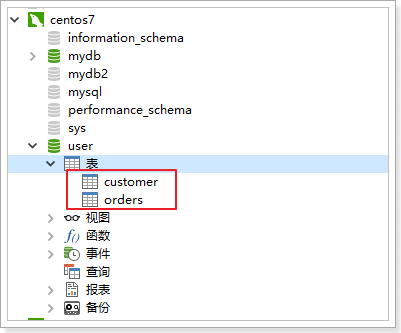 centos7
information_schema
mydb
mydb2
mysql
performance_schema
sys
user
表
customer
orders
视图
f() 函数
事件
查询
报表
备份